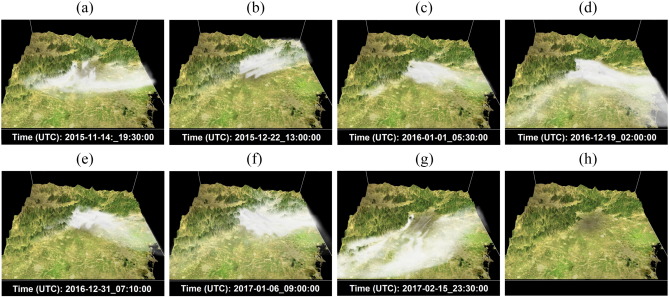 (a) (b) (c) (d)
Time (UTC): 2015-11-14:_19:30:00 Time (UTC): 2015-12-22_13:00:00 Time (UTC): 2016-01-01_05:30:00 Time (UTC): 2016-12-19_02:00:00
(e) (f) (g) (h)
Time (UTC): 2016-12-31_07:10:00 Time (UTC): 2017-01-06_09:00:00 Time (UTC): 2017-02-15_23:30:00